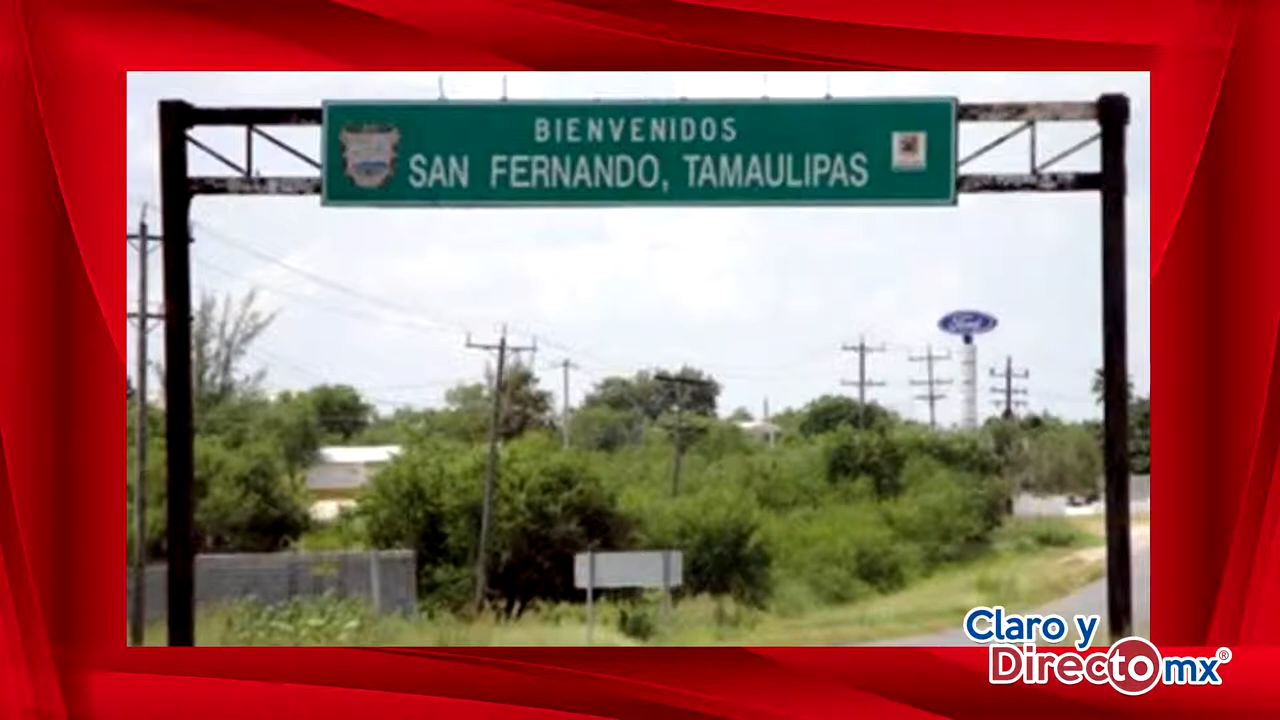 BIENVENIDOS
SAN FERNANDO, TAMAULIPAS
Ford
Claro y
Directo mx®